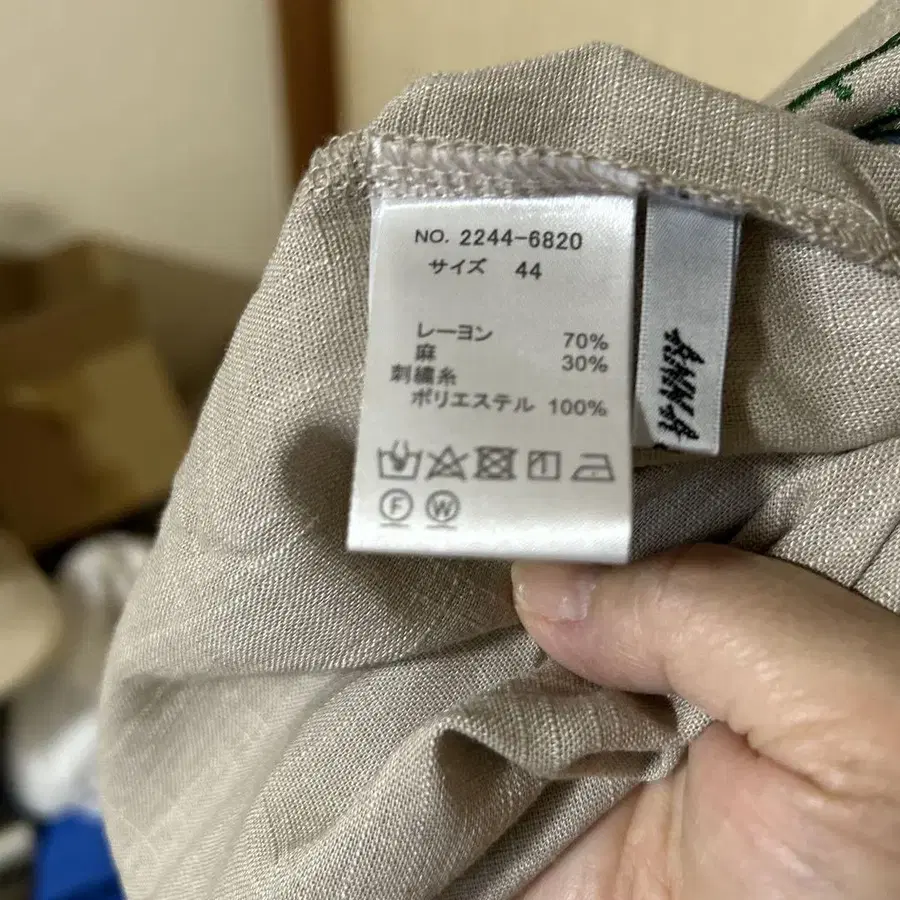 NO. 2244-6820
サイズ 44
レーヨン 70%
麻 30%
刺繍糸
ポリエステル 100%
F W